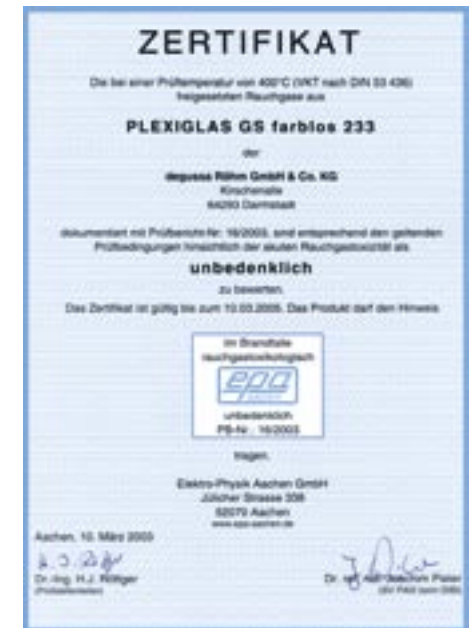 ZERTIFIKAT
Die bei einer Prüftemperatur von 400°C (VKT nach DIN 53 436)
freigesetzten Rauchgase aus
PLEXIGLAS GS farblos 233
der
degussa Röhm GmbH & Co. KG
Kirschenallee
64293 Darmstadt
dokumentiert mit Prüfbericht-Nr. 16/2003, sind entsprechend den geltenden
Prüfbedingungen hinsichtlich der akuten Rauchgastoxizität als
unbedenklich
zu bewerten.
Das Zertifikat ist gültig bis zum 10.03.2005. Das Produkt darf den Hinweis
im Brandfalle
rauchgastoxikologisch
epa
unbedenklich
PB-Nr.: 16/2003
tragen.
Elektro-Physik Aachen GmbH
Jülicher Strasse 338
52070 Aachen
www.epa-aachen.de
Aachen, 10. März 2003
Dr.-Ing. H.J. Röttger
Dr. Joachim Pater